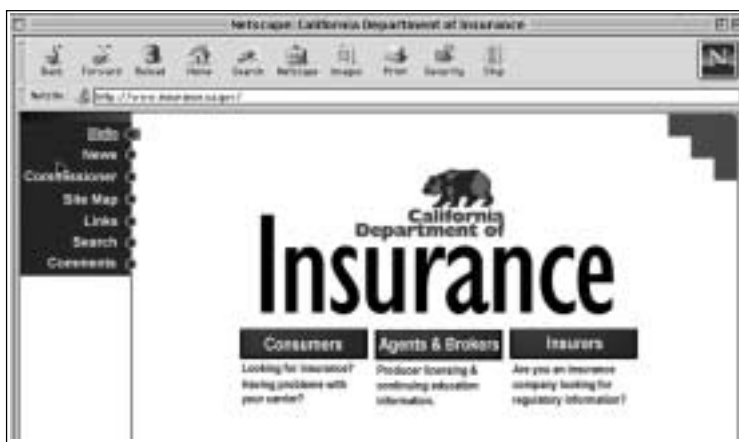 Netscape: California Department of Insurance
Back Forward Reload Home Search Netscape Images Print Security Stop
N
Hello
News
Commissioner
Site Map
Links
Search
Comments
California
Department of
Insurance
Consumers Agents & Brokers Insurers
Looking for insurance? Producer licensing & Are you an insurance
Having problems with continuing education company looking for
your carrier? information. regulatory information?